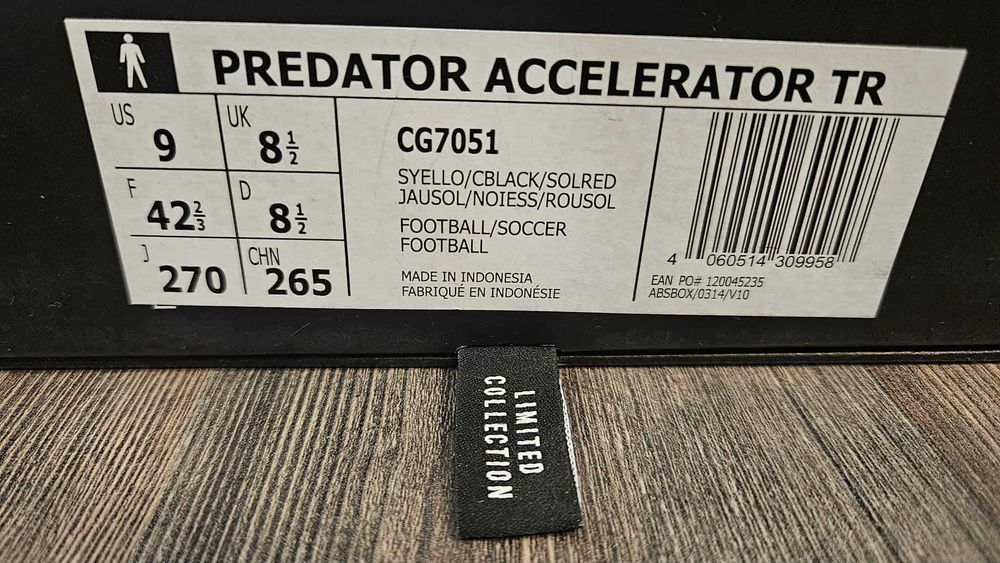 PREDATOR ACCELERATOR TR
US 9 UK 8 1/2
F 42 2/3 D 8 1/2
J 270 CHN 265
CG7051
SYELLO/CBLACK/SOLRED
JAUSOL/NOIESS/ROUSOL
FOOTBALL/SOCCER
FOOTBALL
MADE IN INDONESIA
FABRIQUÉ EN INDONÉSIE
4 060514 309958
EAN PO# 120045235
ABSBOX/0314/V10
LIMITED
COLLECTION